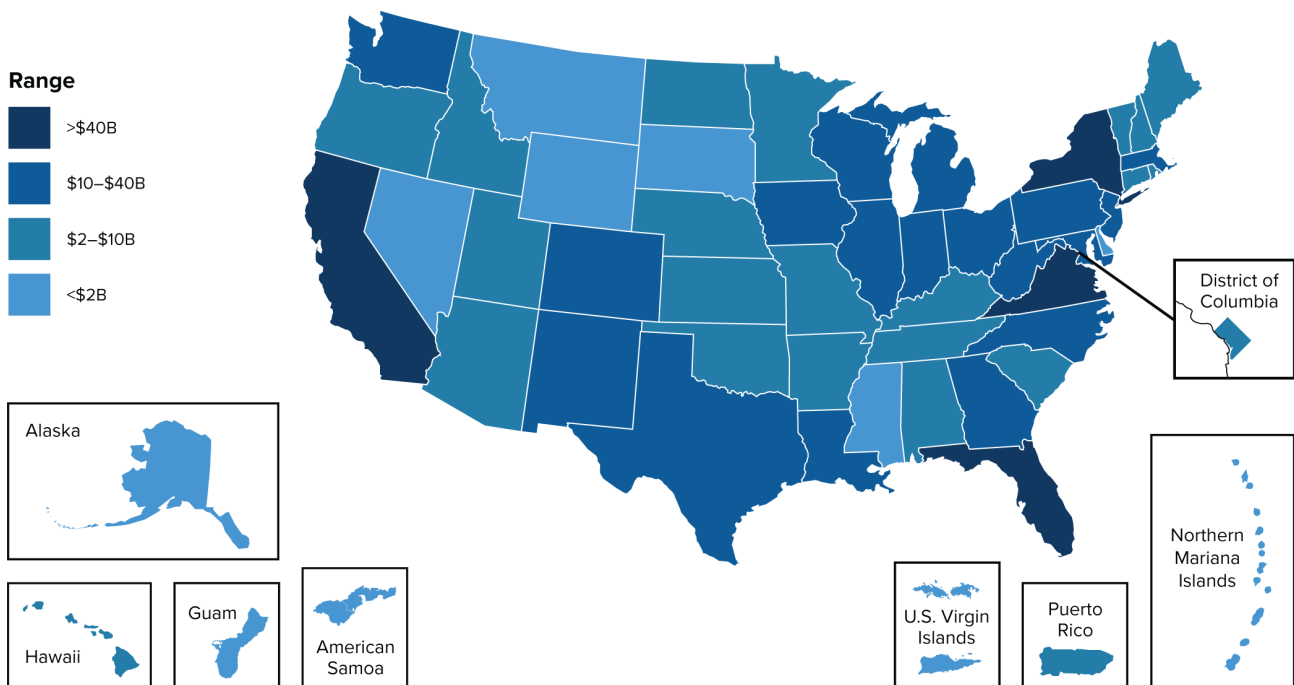 Range
>$40B
$10–$40B
$2–$10B
<$2B
District of
Columbia
Alaska
Hawaii
Guam
American
Samoa
U.S. Virgin
Islands
Puerto
Rico
Northern
Mariana
Islands